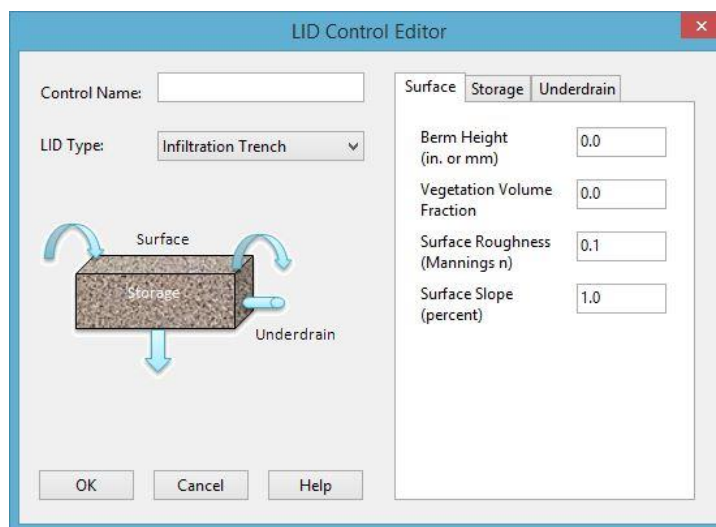 LID Control Editor
Control Name:
LID Type:
Infiltration Trench
Surface
Storage
Underdrain
OK
Cancel
Help
Surface
Storage
Underdrain
Berm Height
(in. or mm)
0.0
Vegetation Volume
Fraction
0.0
Surface Roughness
(Mannings n)
0.1
Surface Slope
(percent)
1.0